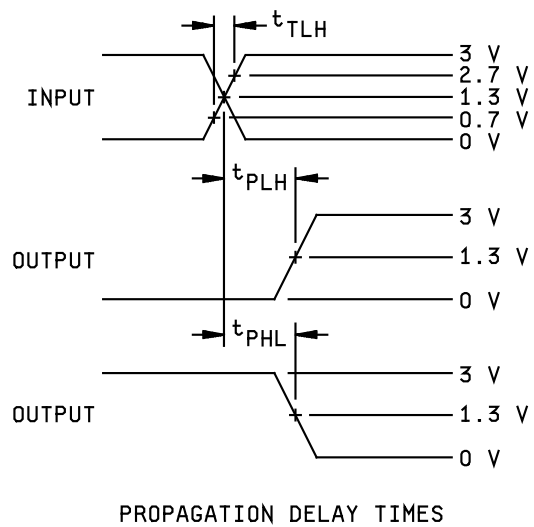 tTLH
3 V
2.7 V
INPUT 1.3 V
0.7 V
0 V
tPLH
3 V
OUTPUT 1.3 V
0 V
tPHL
3 V
OUTPUT 1.3 V
0 V
PROPAGATION DELAY TIMES